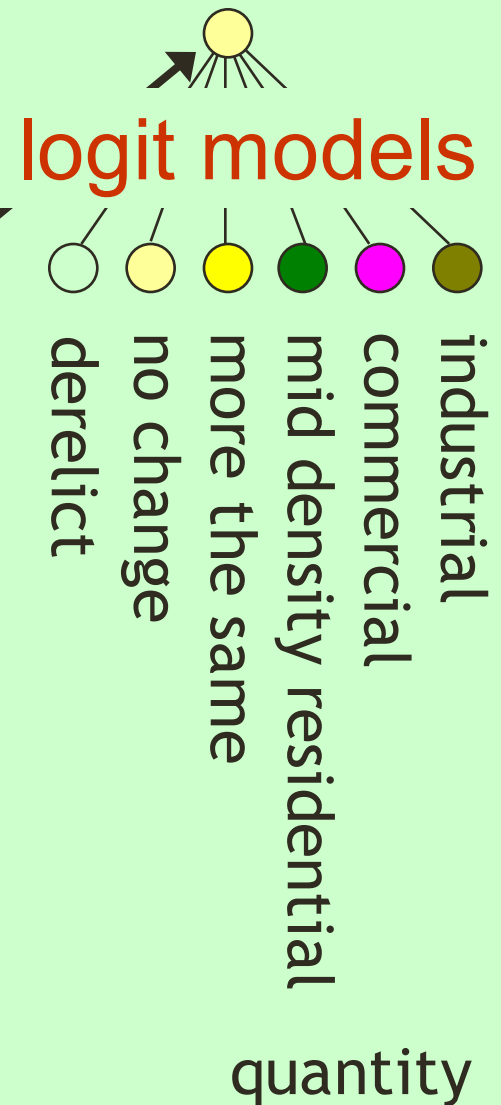 logit models
derelict
no change
more the same
mid density residential
commercial
industrial
quantity